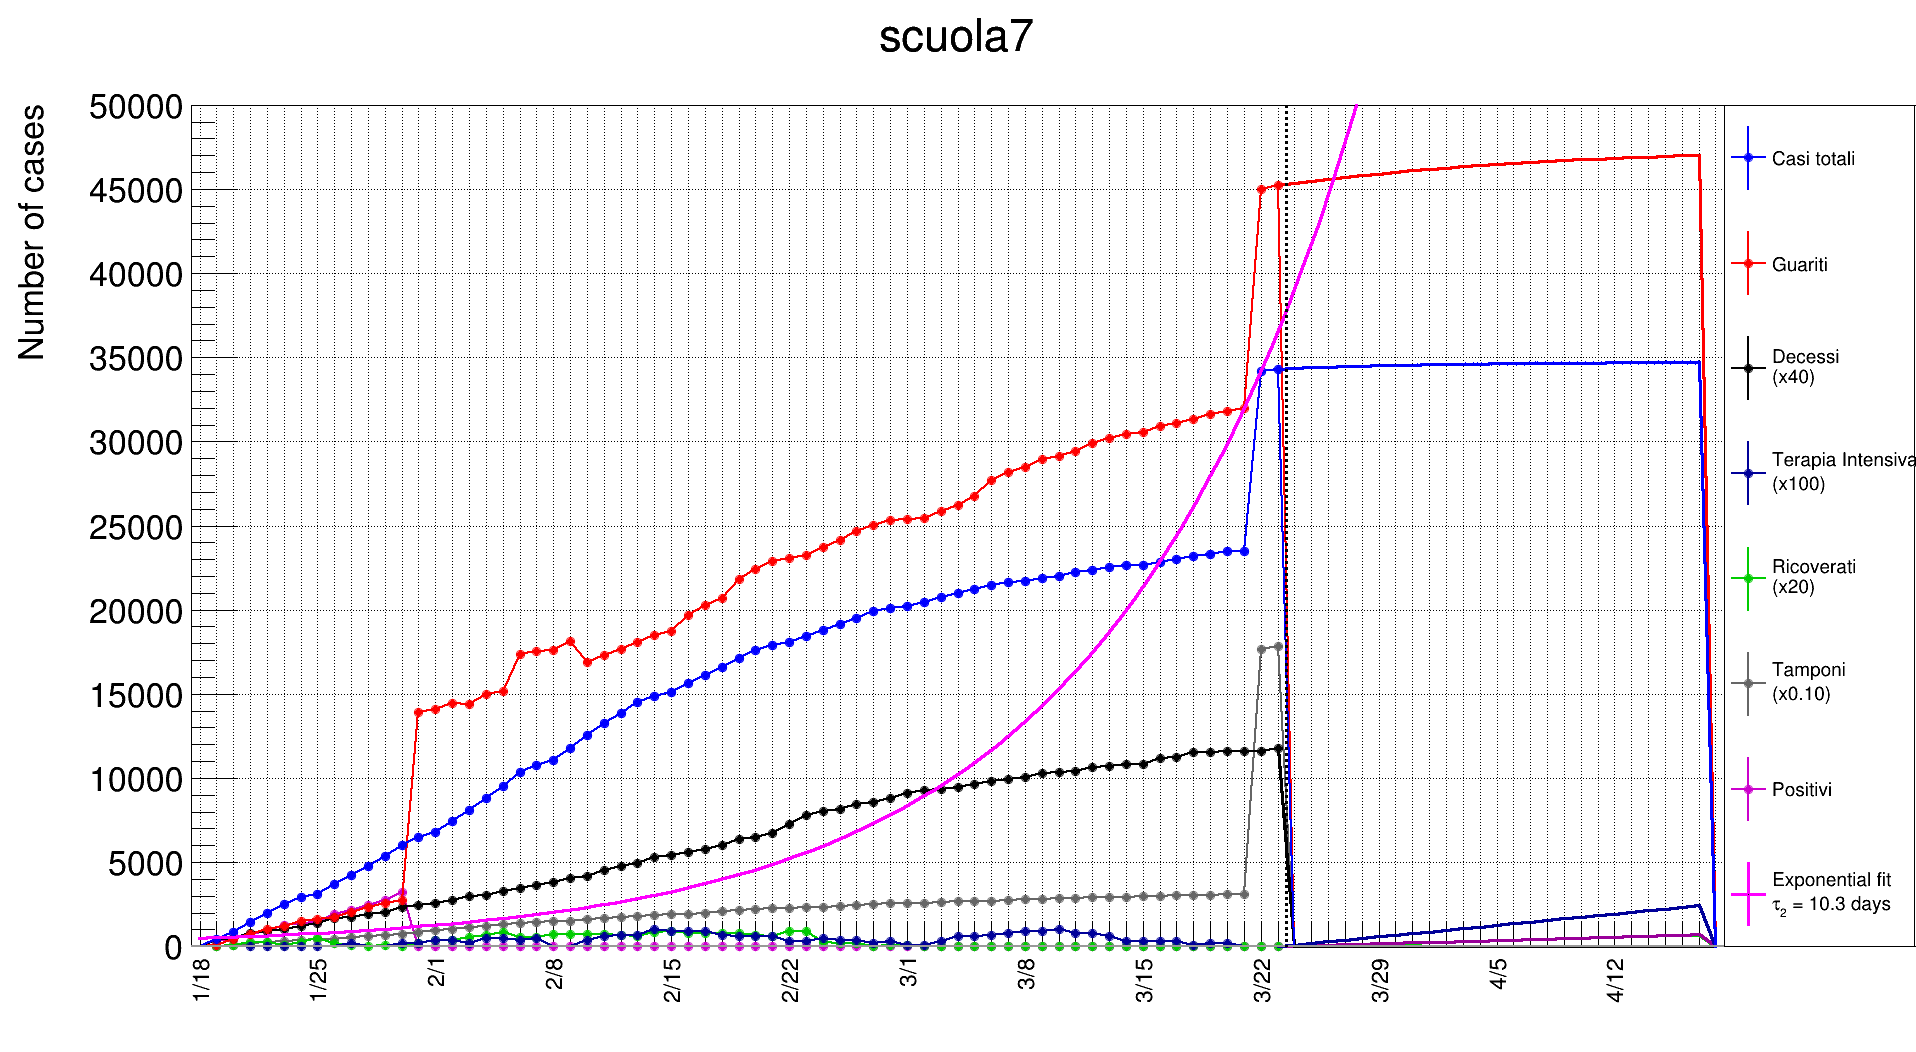 scuola7
Number of cases
50000
45000
40000
35000
30000
25000
20000
15000
10000
5000
0
1/18
1/25
2/1
2/8
2/15
2/22
3/1
3/8
3/15
3/22
3/29
4/5
4/12
Casi totali
Guariti
Decessi
(x40)
Terapia Intensiva
(x100)
Ricoverati
(x20)
Tamponi
(x0.10)
Positivi
Exponential fit
τ2 = 10.3 days